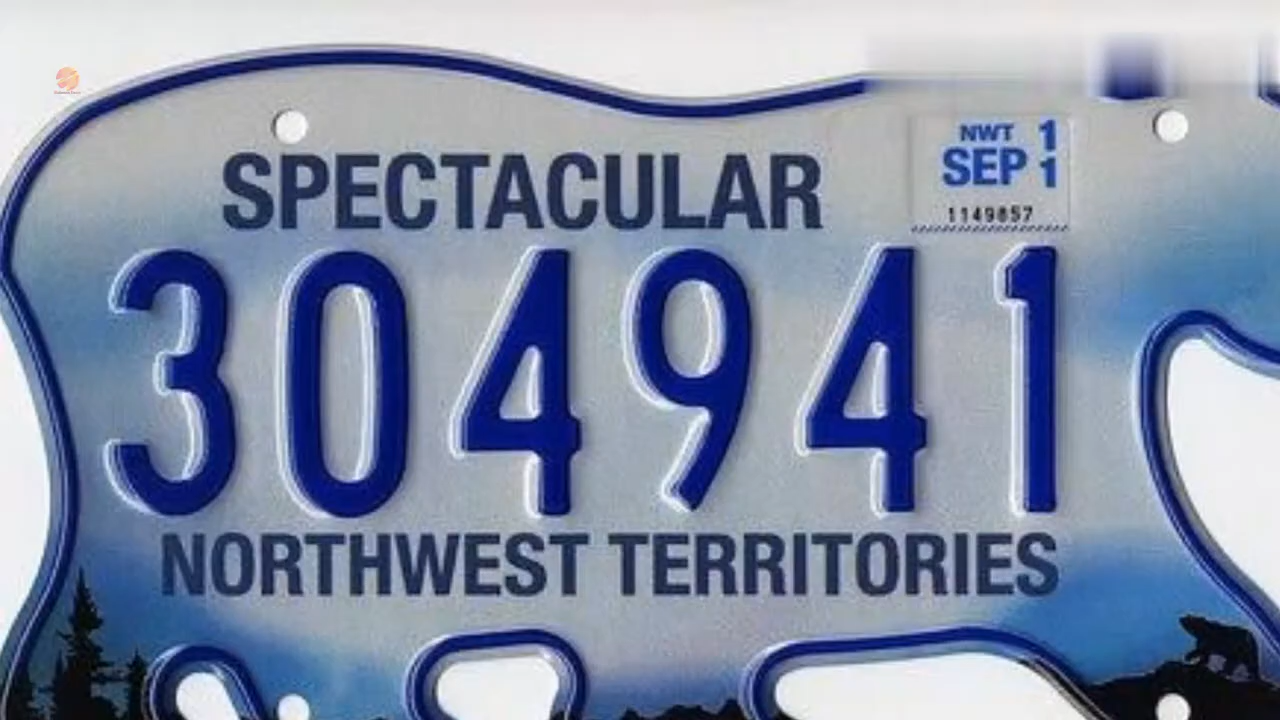 SPECTACULAR
NWT 1
SEP 1
1149857
304941
NORTHWEST TERRITORIES